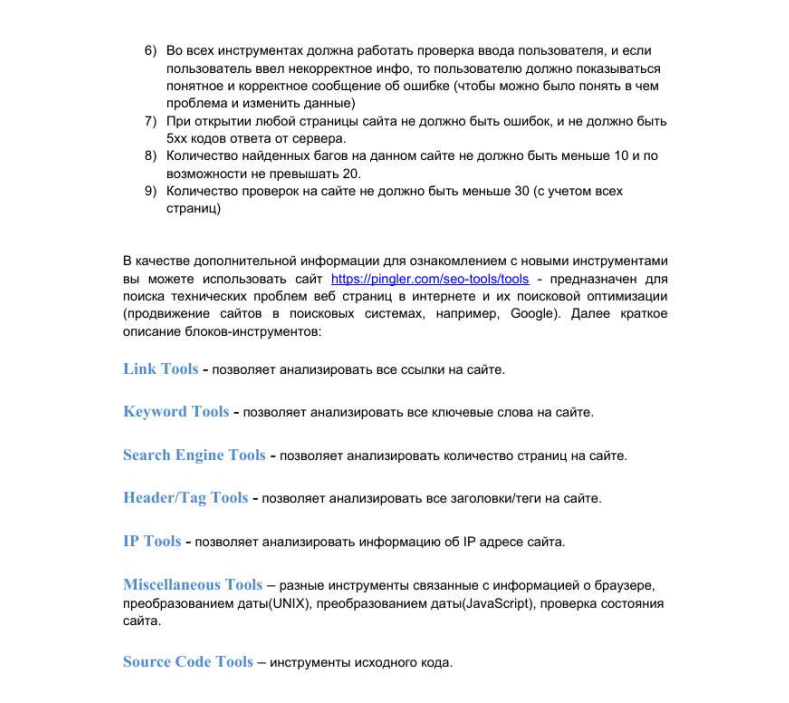 6) Во всех инструментах должна работать проверка ввода пользователя, и если
пользователь ввел некорректное инфо, то пользователю должно показываться
понятное и корректное сообщение об ошибке (чтобы можно было понять в чем
проблема и изменить данные)
7) При открытии любой страницы сайта не должно быть ошибок, и не должно быть
5xx кодов ответа от сервера.
8) Количество найденных багов на данном сайте не должно быть меньше 10 и по
возможности не превышать 20.
9) Количество проверок на сайте не должно быть меньше 30 (с учетом всех
страниц)
В качестве дополнительной информации для ознакомлением с новыми инструментами
вы можете использовать сайт https://pingler.com/seo-tools/tools - предназначен для
поиска технических проблем веб страниц в интернете и их поисковой оптимизации
(продвижение сайтов в поисковых системах, например, Google). Далее краткое
описание блоков-инструментов:
Link Tools - позволяет анализировать все ссылки на сайте.
Keyword Tools - позволяет анализировать все ключевые слова на сайте.
Search Engine Tools - позволяет анализировать количество страниц на сайте.
Header/Tag Tools - позволяет анализировать все заголовки/теги на сайте.
IP Tools - позволяет анализировать информацию об IP адресе сайта.
Miscellaneous Tools – разные инструменты связанные с информацией о браузере,
преобразованием даты(UNIX), преобразованием даты(JavaScript), проверка состояния
сайта.
Source Code Tools – инструменты исходного кода.